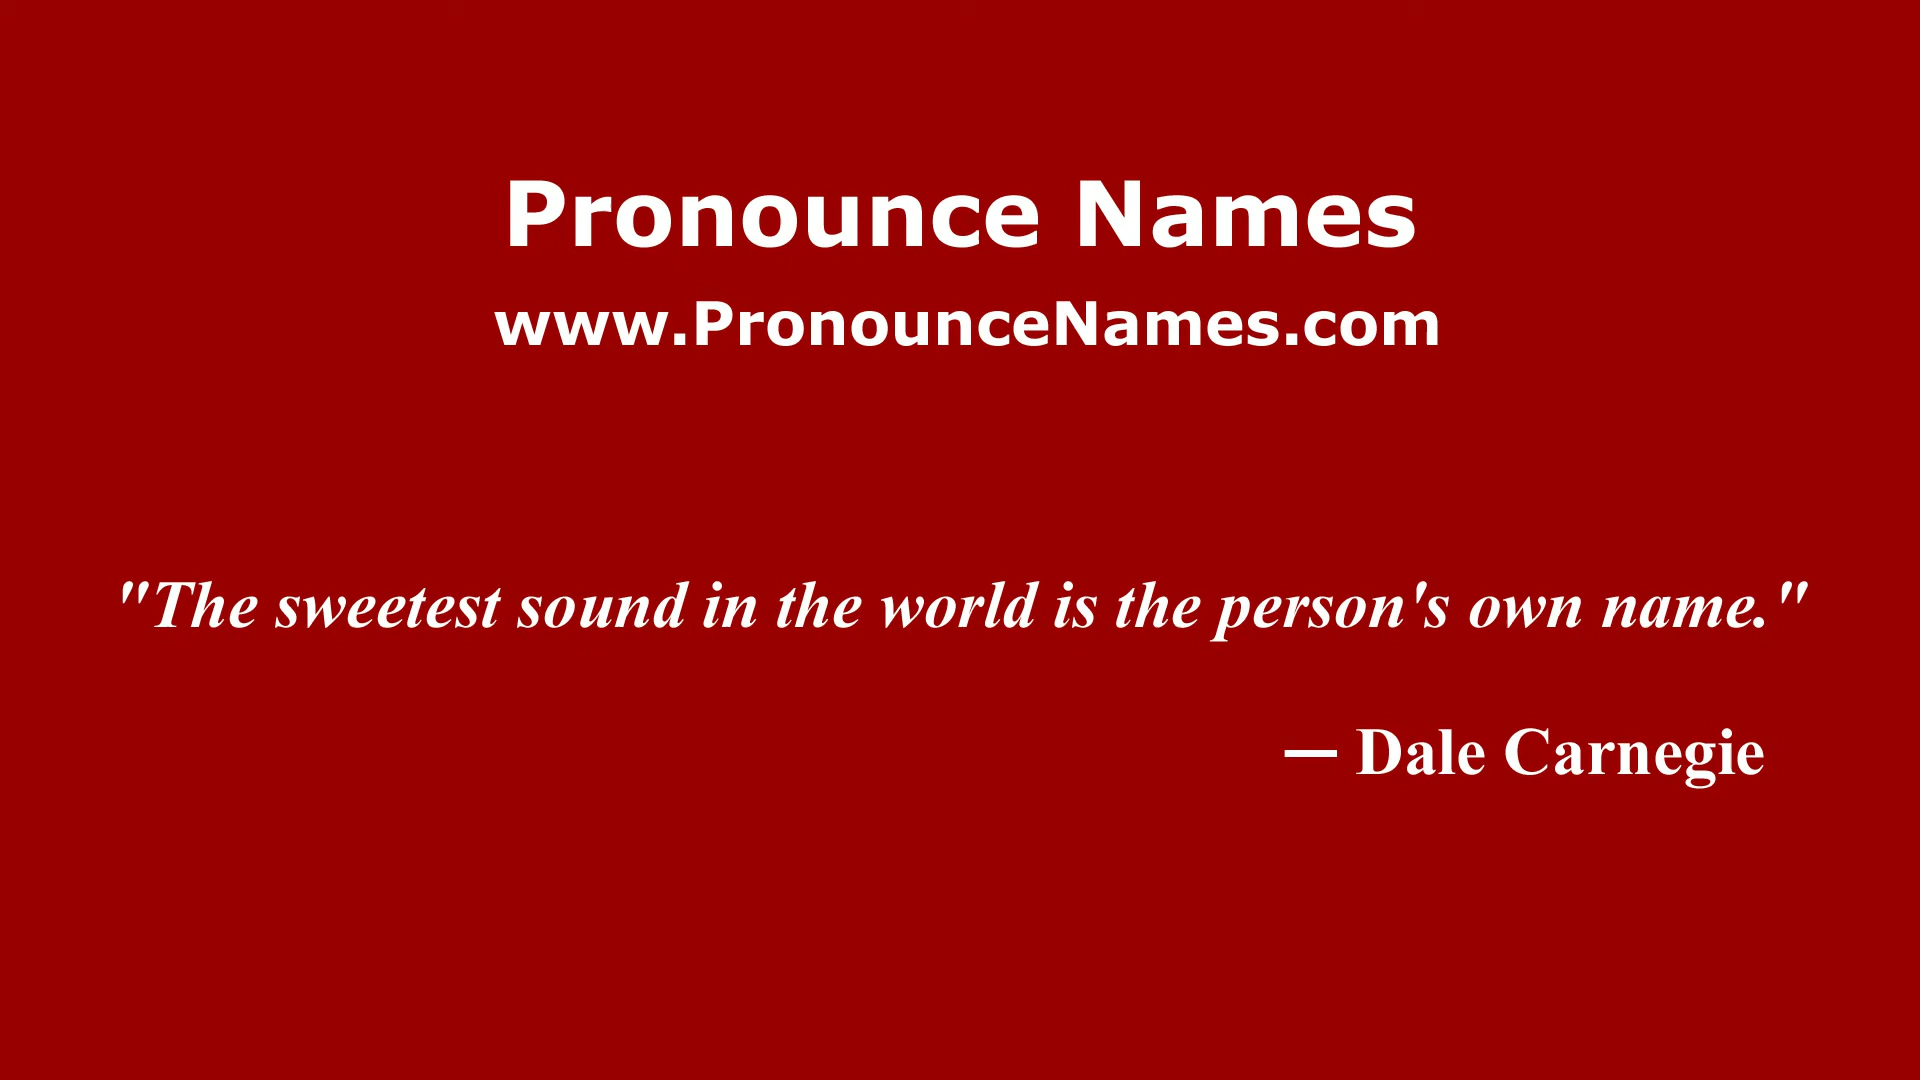 Pronounce Names
www.PronounceNames.com
"The sweetest sound in the world is the person's own name."
— Dale Carnegie